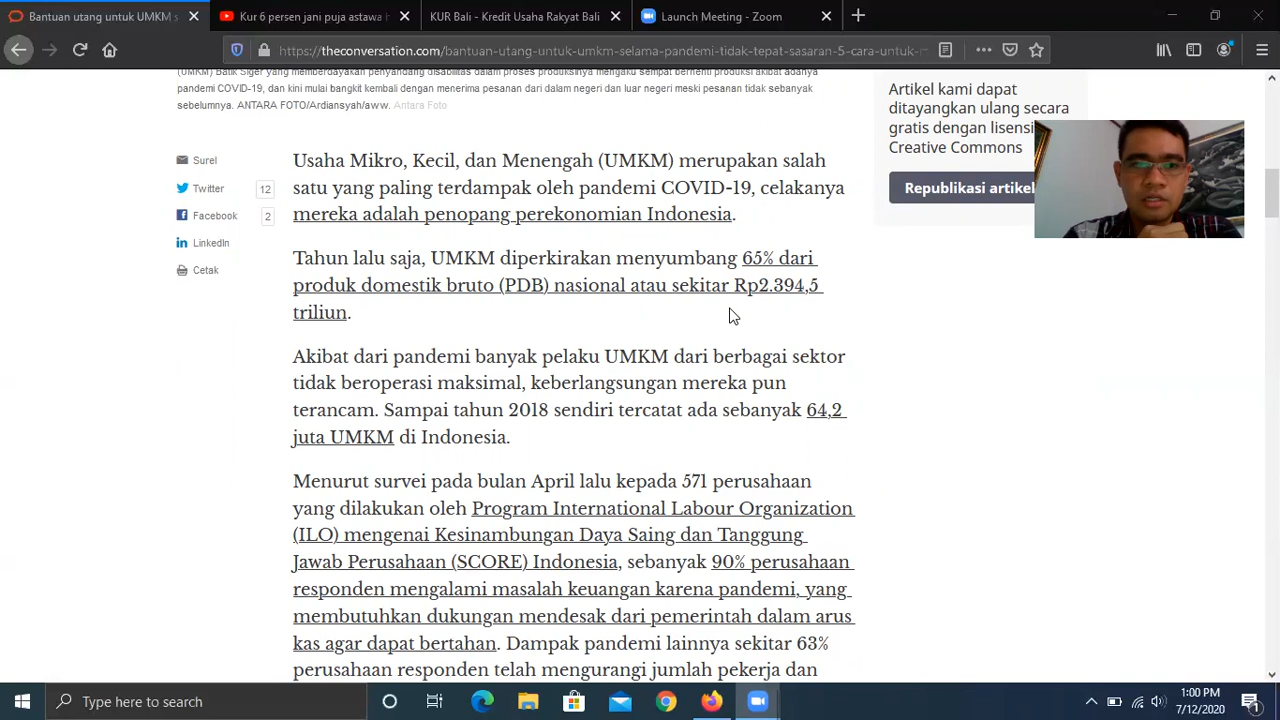 Bantuan utang untuk UMKM s
Kur 6 persen jani puja astawa
KUR Bali - Kredit Usaha Rakyat Bali
Launch Meeting - Zoom
https://theconversation.com/bantuan-utang-untuk-umkm-selama-pandemi-tidak-tepat-sasaran-5-cara-untuk-m
(UMKM) Batik Siger yang memberdayakan penyandang disabilitas dalam proses produksinya mengaku sempat berhenti produksi akibat adanya
pandemi COVID-19, dan kini mulai bangkit kembali dengan menerima pesanan dari dalam negeri dan luar negeri meski pesanan tidak sebanyak
sebelumnya. ANTARA FOTO/Ardiansyah/aww. Antara Foto
Surel
Twitter 12
Facebook 2
LinkedIn
Cetak
Usaha Mikro, Kecil, dan Menengah (UMKM) merupakan salah
satu yang paling terdampak oleh pandemi COVID-19, celakanya
mereka adalah penopang perekonomian Indonesia.
Tahun lalu saja, UMKM diperkirakan menyumbang 65% dari
produk domestik bruto (PDB) nasional atau sekitar Rp2.394,5
triliun.
Akibat dari pandemi banyak pelaku UMKM dari berbagai sektor
tidak beroperasi maksimal, keberlangsungan mereka pun
terancam. Sampai tahun 2018 sendiri tercatat ada sebanyak 64,2
juta UMKM di Indonesia.
Menurut survei pada bulan April lalu kepada 571 perusahaan
yang dilakukan oleh Program International Labour Organization
(ILO) mengenai Kesinambungan Daya Saing dan Tanggung
Jawab Perusahaan (SCORE) Indonesia, sebanyak 90% perusahaan
responden mengalami masalah keuangan karena pandemi, yang
membutuhkan dukungan mendesak dari pemerintah dalam arus
kas agar dapat bertahan. Dampak pandemi lainnya sekitar 63%
perusahaan responden telah mengurangi jumlah pekerja dan
Artikel kami dapat
ditayangkan ulang secara
gratis dengan lisensi
Creative Commons
Republikasi artikel
Type here to search
1:00 PM
7/12/2020
1